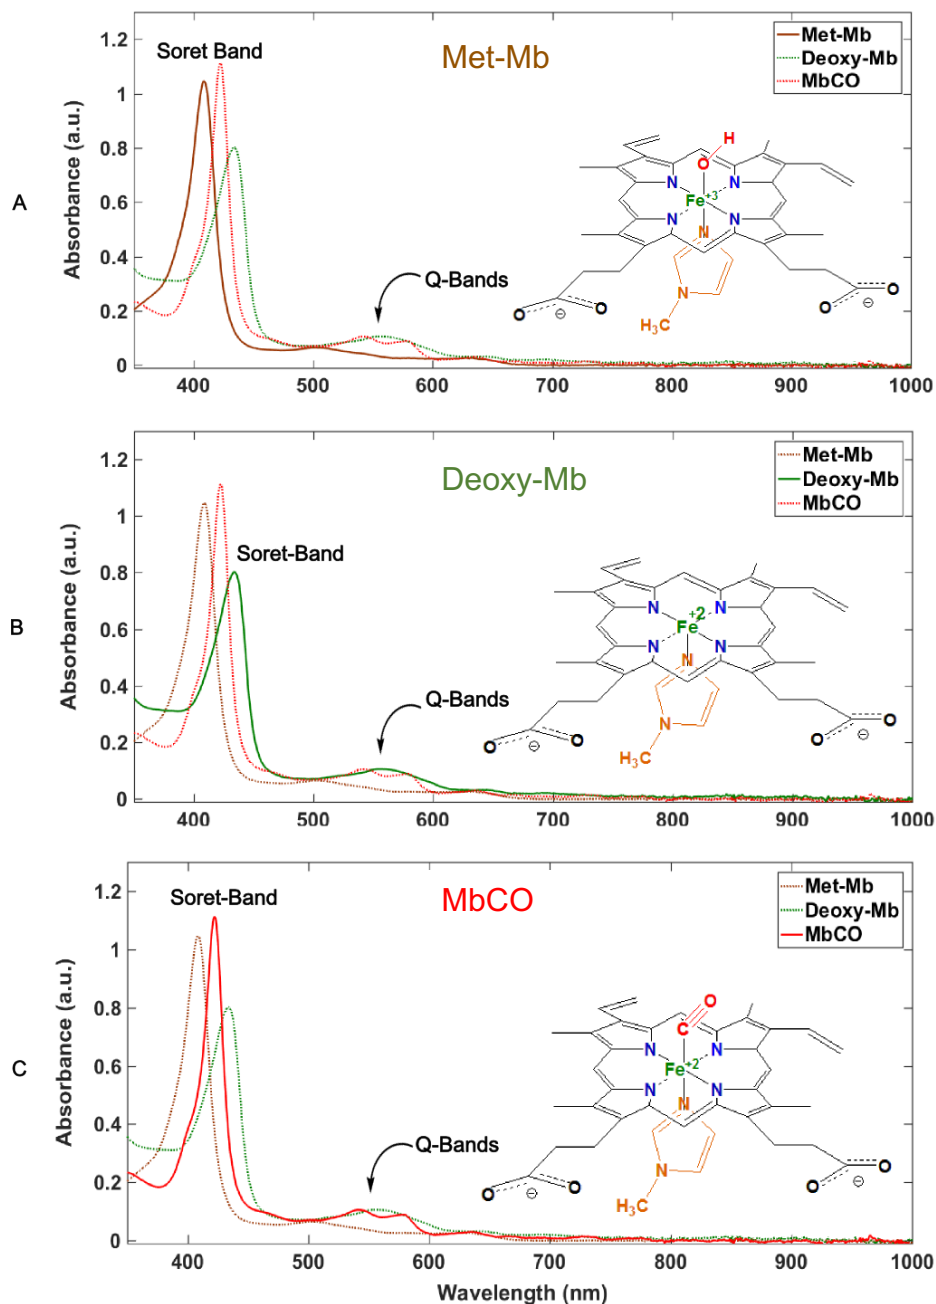 1.2
Soret Band
Met-Mb
Met-Mb
Deoxy-Mb
MbCO
1
0.8
0.6
0.4
0.2
0
Absorbance (a.u.)
A
Q-Bands
H
O
N
N
Fe+3
N
N
N
N
H₃C
O
O
⊖
O
O
⊖
400
500
600
700
800
900
1000
1.2
Deoxy-Mb
Met-Mb
Deoxy-Mb
MbCO
1
0.8
0.6
0.4
0.2
0
Absorbance (a.u.)
B
Soret-Band
Q-Bands
N
N
Fe+2
N
N
N
N
H₃C
O
O
⊖
O
O
⊖
400
500
600
700
800
900
1000
1.2
Soret-Band
MbCO
Met-Mb
Deoxy-Mb
MbCO
1
0.8
0.6
0.4
0.2
0
Absorbance (a.u.)
C
Q-Bands
O
C
N
N
Fe+2
N
N
N
N
H₃C
O
O
⊖
O
O
⊖
400
500
600
700
800
900
1000
Wavelength (nm)